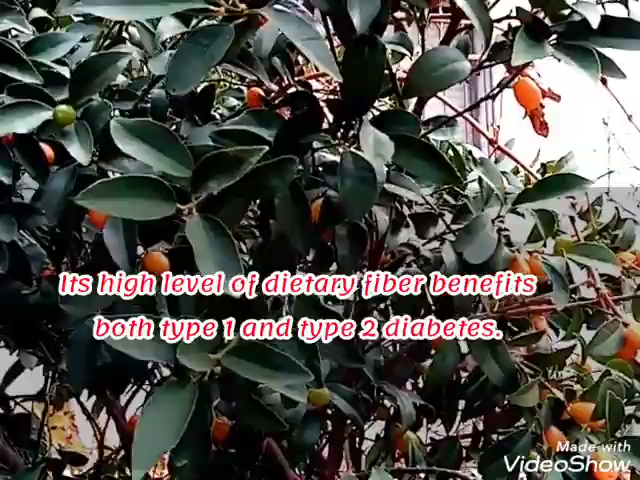 Its high level of dietary fiber benefits
both type 1 and type 2 diabetes.
Made with
VideoShow